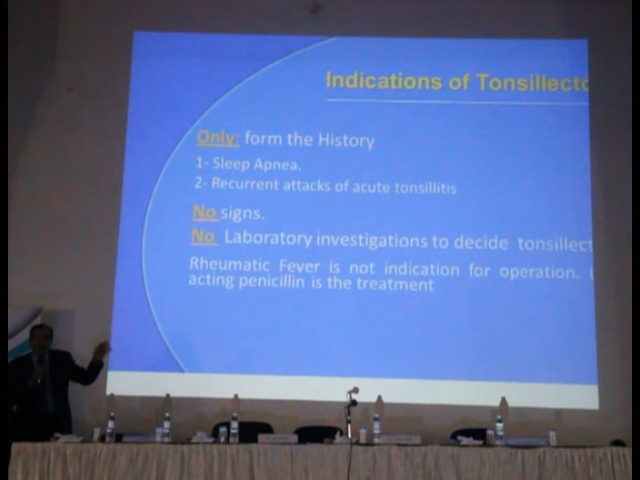 Indications of Tonsillect
Only: form the History
1- Sleep Apnea.
2- Recurrent attacks of acute tonsillitis
No signs.
No Laboratory investigations to decide tonsillect
Rheumatic Fever is not indication for operation. L
acting penicillin is the treatment